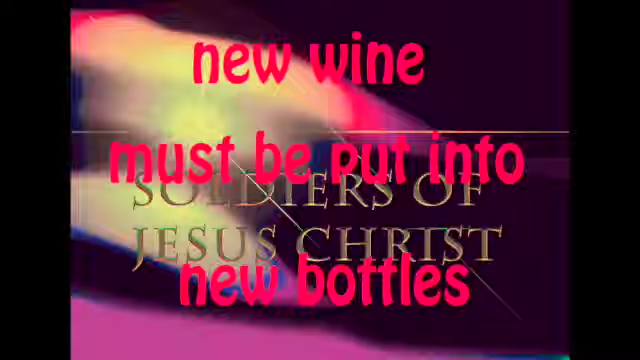 new wine
must be put into
SOLDIERS OF
JESUS CHRIST
new bottles